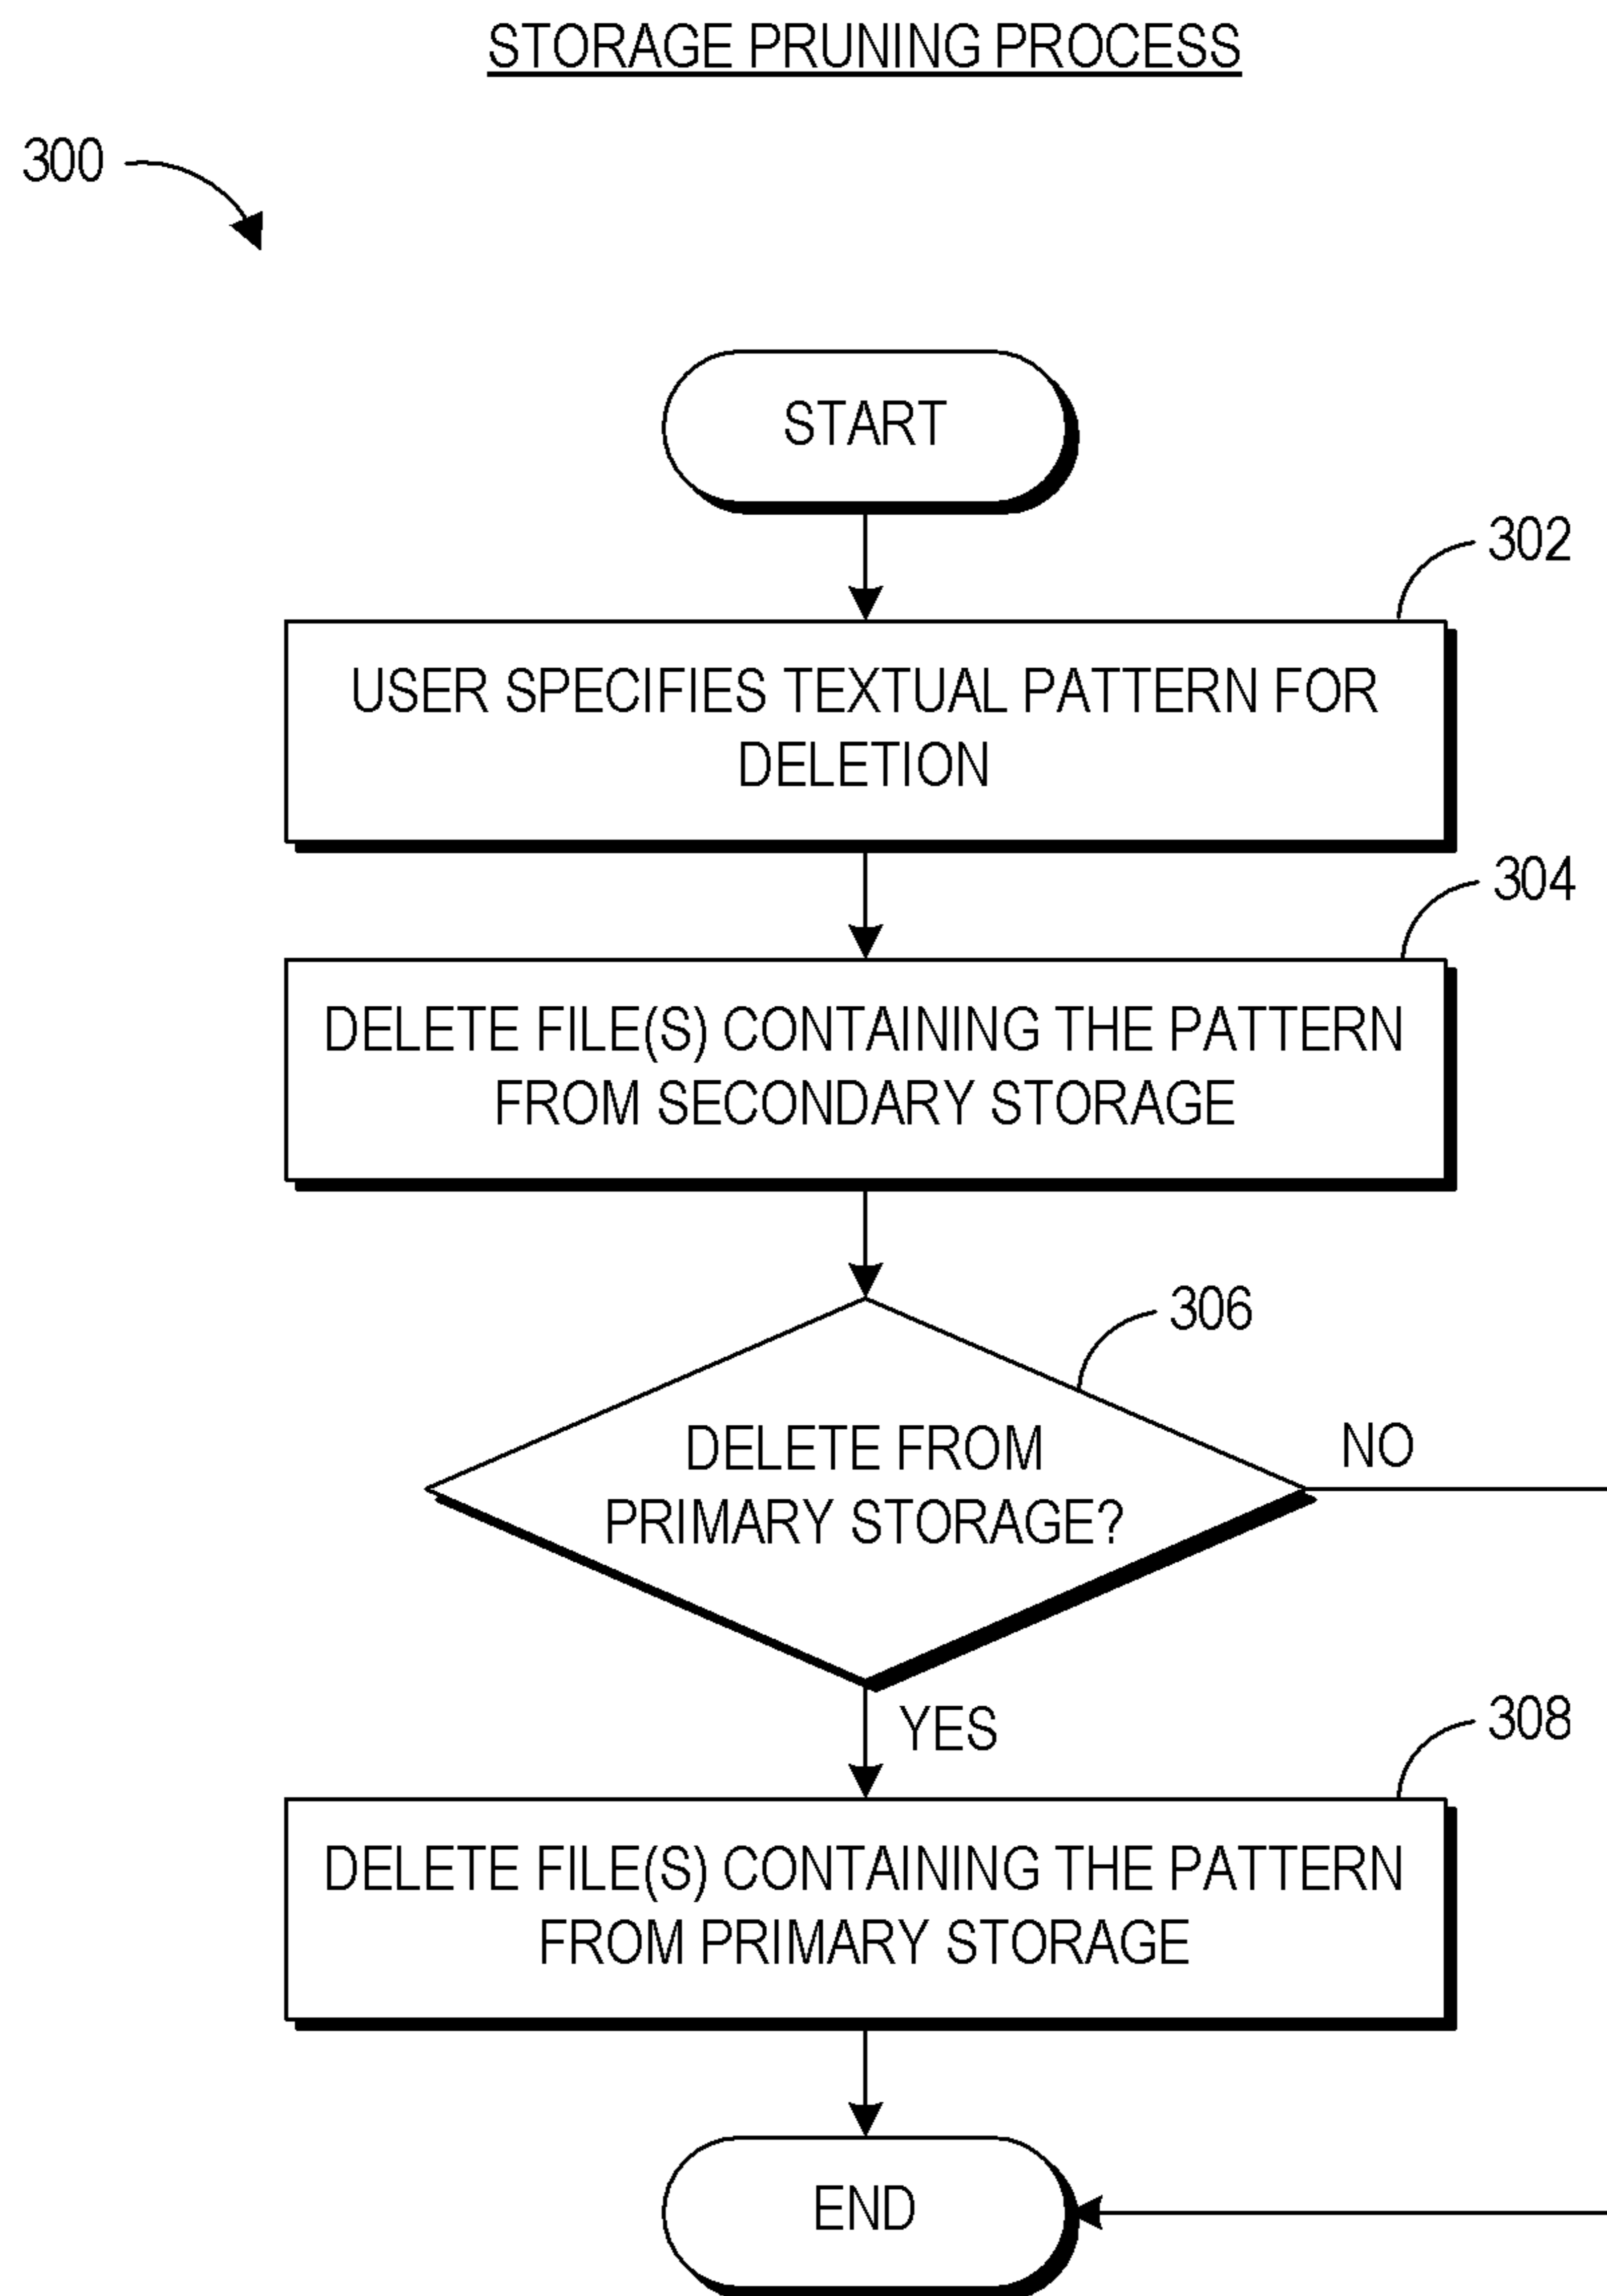 STORAGE PRUNING PROCESS
300
START
302
USER SPECIFIES TEXTUAL PATTERN FOR
DELETION
304
DELETE FILE(S) CONTAINING THE PATTERN
FROM SECONDARY STORAGE
306
DELETE FROM
PRIMARY STORAGE?
NO
YES
308
DELETE FILE(S) CONTAINING THE PATTERN
FROM PRIMARY STORAGE
END